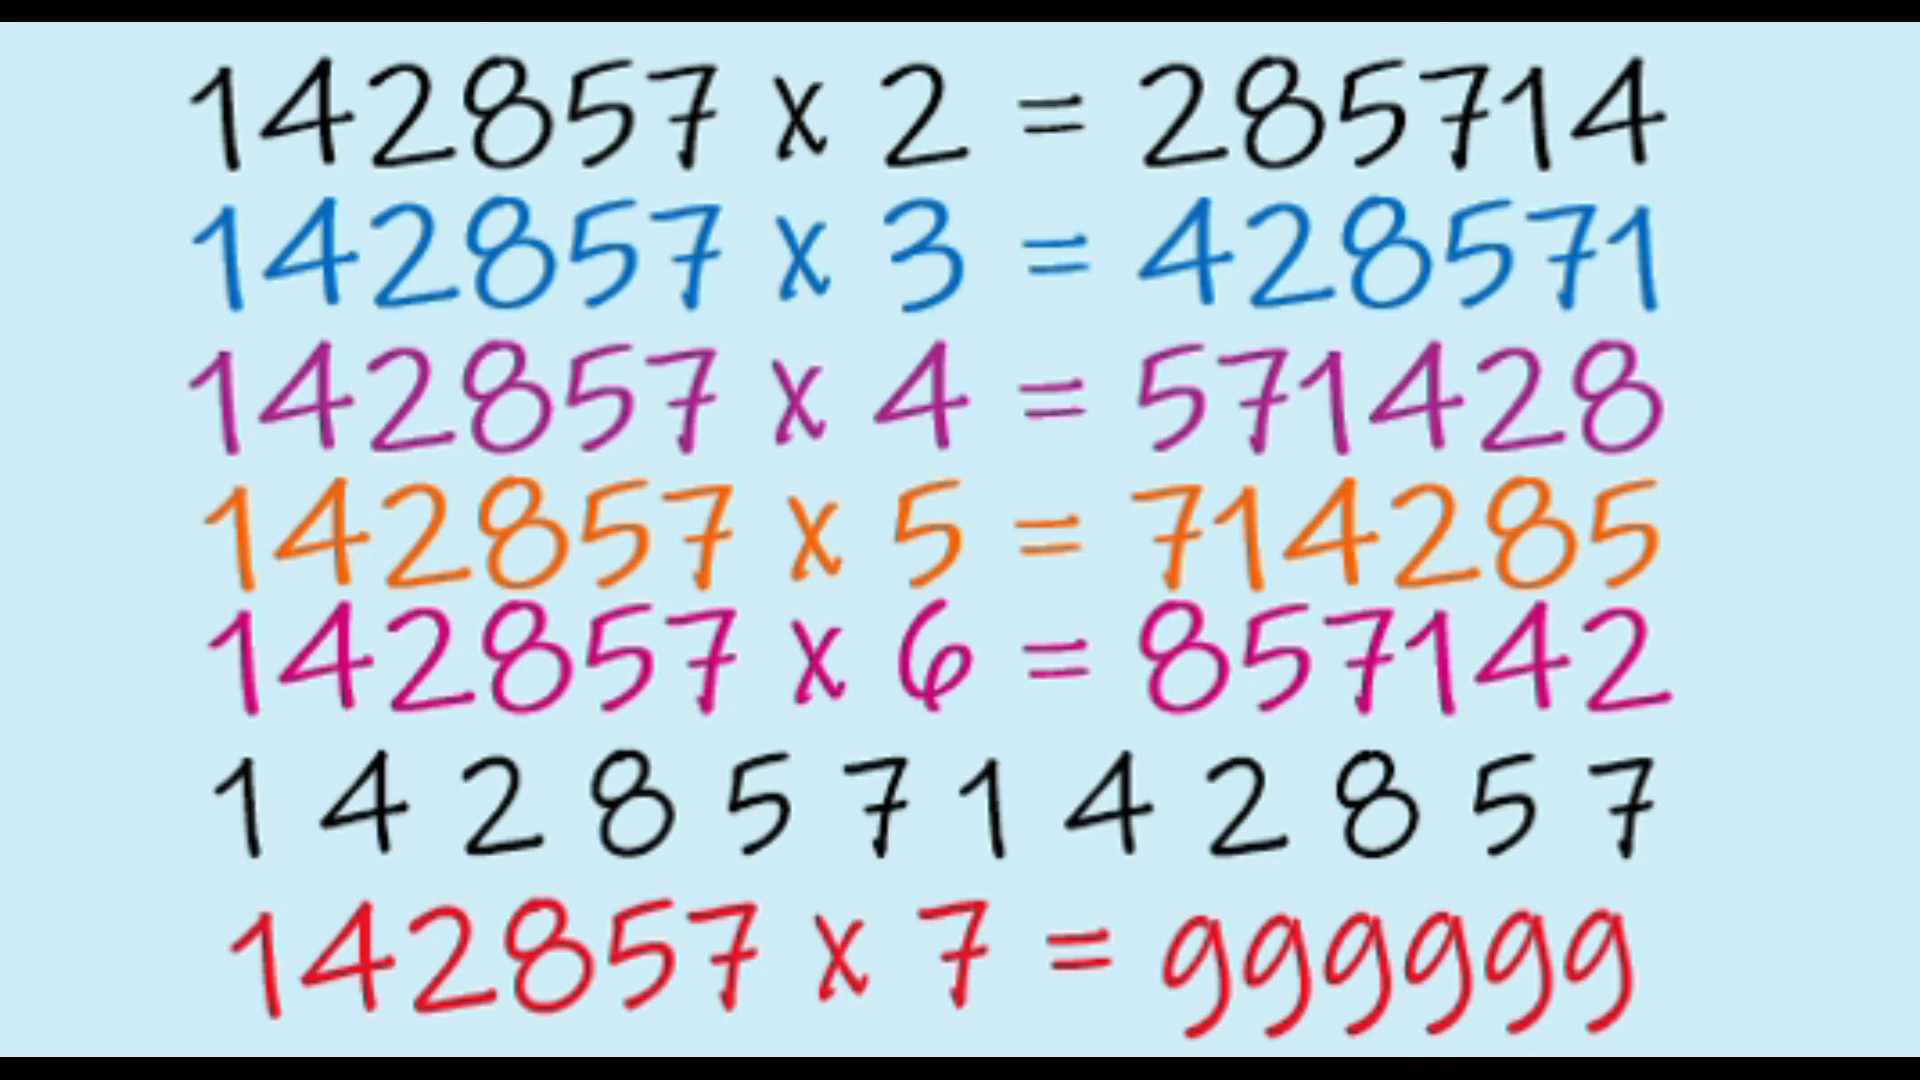 142857 x 2 = 285714
142857 x 3 = 428571
142857 x 4 = 571428
142857 x 5 = 714285
142857 x 6 = 857142
1 4 2 8 5 7 1 4 2 8 5 7
142857 x 7 = 999999